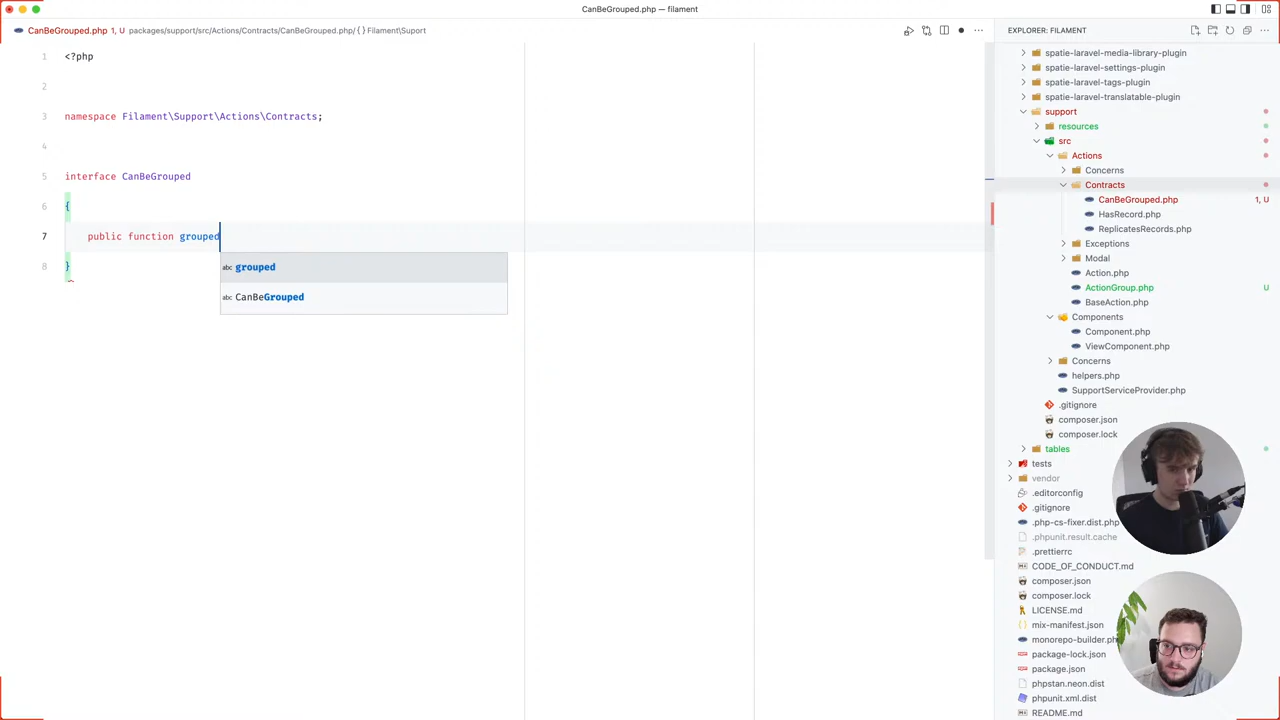 CanBeGrouped.php — filament
CanBeGrouped.php 1, U packages/support/src/Actions/Contracts/CanBeGrouped.php/{ } Filament\Suport
EXPLORER: FILAMENT
1 <?php
2
3 namespace Filament\Support\Actions\Contracts;
4
5 interface CanBeGrouped
6 {
7 public function grouped
8 }
abc grouped
abc CanBeGrouped
spatie-laravel-media-library-plugin
spatie-laravel-settings-plugin
spatie-laravel-tags-plugin
spatie-laravel-translatable-plugin
support
resources
src
Actions
Concerns
Contracts
CanBeGrouped.php 1, U
HasRecord.php
ReplicatesRecords.php
Exceptions
Modal
Action.php
ActionGroup.php U
BaseAction.php
Components
Component.php
ViewComponent.php
Concerns
helpers.php
SupportServiceProvider.php
.gitignore
composer.json
composer.lock
tables
tests
vendor
.editorconfig
.gitignore
.php-cs-fixer.dist.php
.phpunit.result.cache
.prettierrc
CODE_OF_CONDUCT.md
composer.json
composer.lock
LICENSE.md
mix-manifest.json
monorepo-builder.ph
package-lock.json
package.json
phpstan.neon.dist
phpunit.xml.dist
README.md